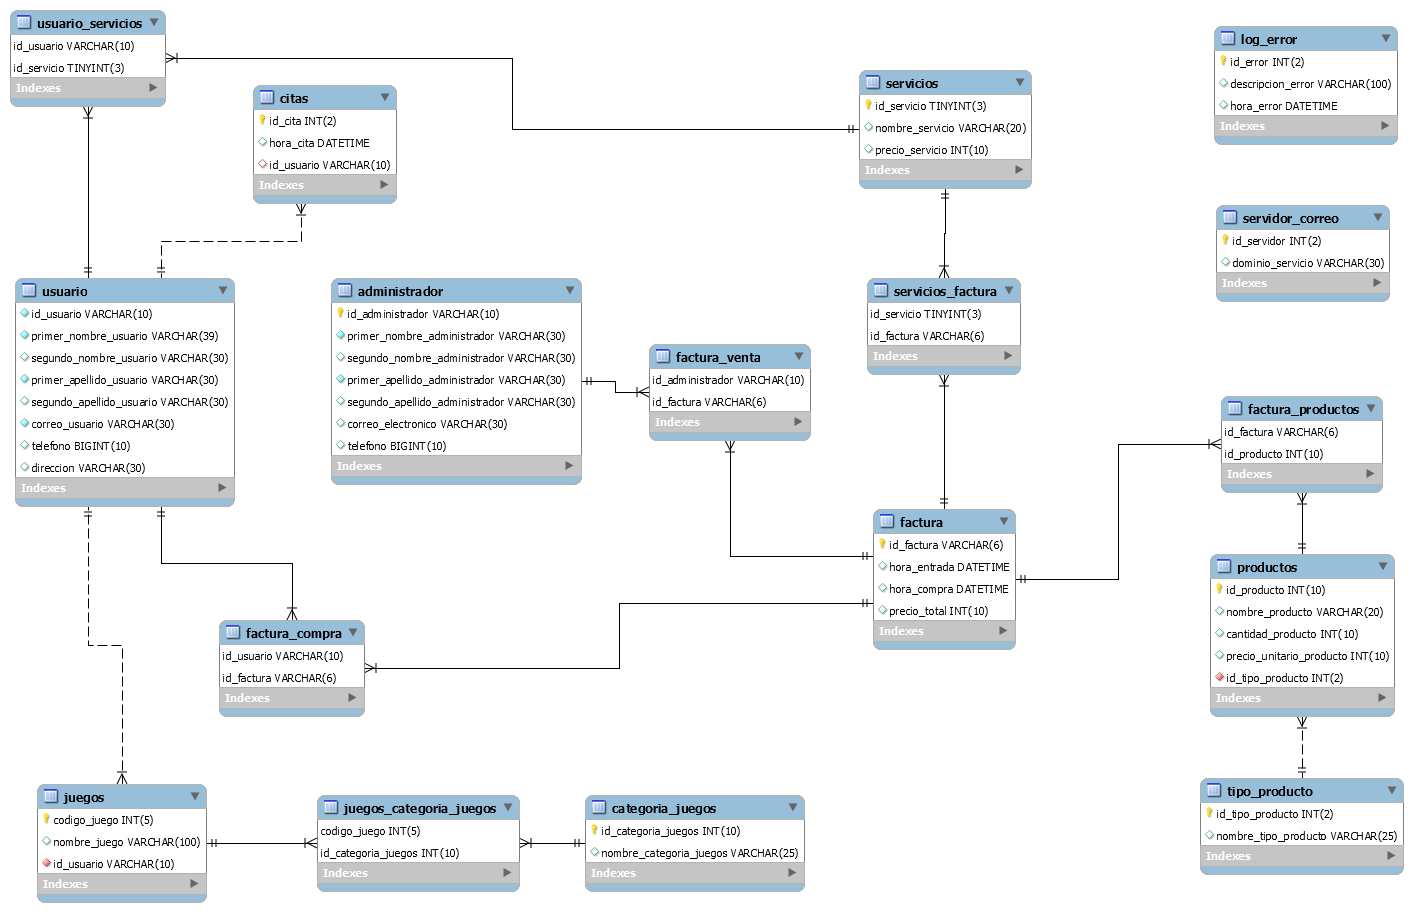 usuario_servicios
id_usuario VARCHAR(10)
id_servicio TINYINT(3)
Indexes
citas
id_cita INT(2)
hora_cita DATETIME
id_usuario VARCHAR(10)
Indexes
servicios
id_servicio TINYINT(3)
nombre_servicio VARCHAR(20)
precio_servicio INT(10)
Indexes
log_error
id_error INT(2)
descripcion_error VARCHAR(100)
hora_error DATETIME
Indexes
servidor_correo
id_servidor INT(2)
dominio_servicio VARCHAR(30)
Indexes
usuario
id_usuario VARCHAR(10)
primer_nombre_usuario VARCHAR(39)
segundo_nombre_usuario VARCHAR(30)
primer_apellido_usuario VARCHAR(30)
segundo_apellido_usuario VARCHAR(30)
correo_usuario VARCHAR(30)
telefono BIGINT(10)
direccion VARCHAR(30)
Indexes
administrador
id_administrador VARCHAR(10)
primer_nombre_administrador VARCHAR(30)
segundo_nombre_administrador VARCHAR(30)
primer_apellido_administrador VARCHAR(30)
segundo_apellido_administrador VARCHAR(30)
correo_electronico VARCHAR(30)
telefono BIGINT(10)
Indexes
factura_venta
id_administrador VARCHAR(10)
id_factura VARCHAR(6)
Indexes
servicios_factura
id_servicio TINYINT(3)
id_factura VARCHAR(6)
Indexes
factura_productos
id_factura VARCHAR(6)
id_producto INT(10)
Indexes
factura
id_factura VARCHAR(6)
hora_entrada DATETIME
hora_compra DATETIME
precio_total INT(10)
Indexes
productos
id_producto INT(10)
nombre_producto VARCHAR(20)
cantidad_producto INT(10)
precio_unitario_producto INT(10)
id_tipo_producto INT(2)
Indexes
factura_compra
id_usuario VARCHAR(10)
id_factura VARCHAR(6)
Indexes
juegos
codigo_juego INT(5)
nombre_juego VARCHAR(100)
id_usuario VARCHAR(10)
Indexes
juegos_categoria_juegos
codigo_juego INT(5)
id_categoria_juegos INT(10)
Indexes
categoria_juegos
id_categoria_juegos INT(10)
nombre_categoria_juegos VARCHAR(25)
Indexes
tipo_producto
id_tipo_producto INT(2)
nombre_tipo_producto VARCHAR(25)
Indexes